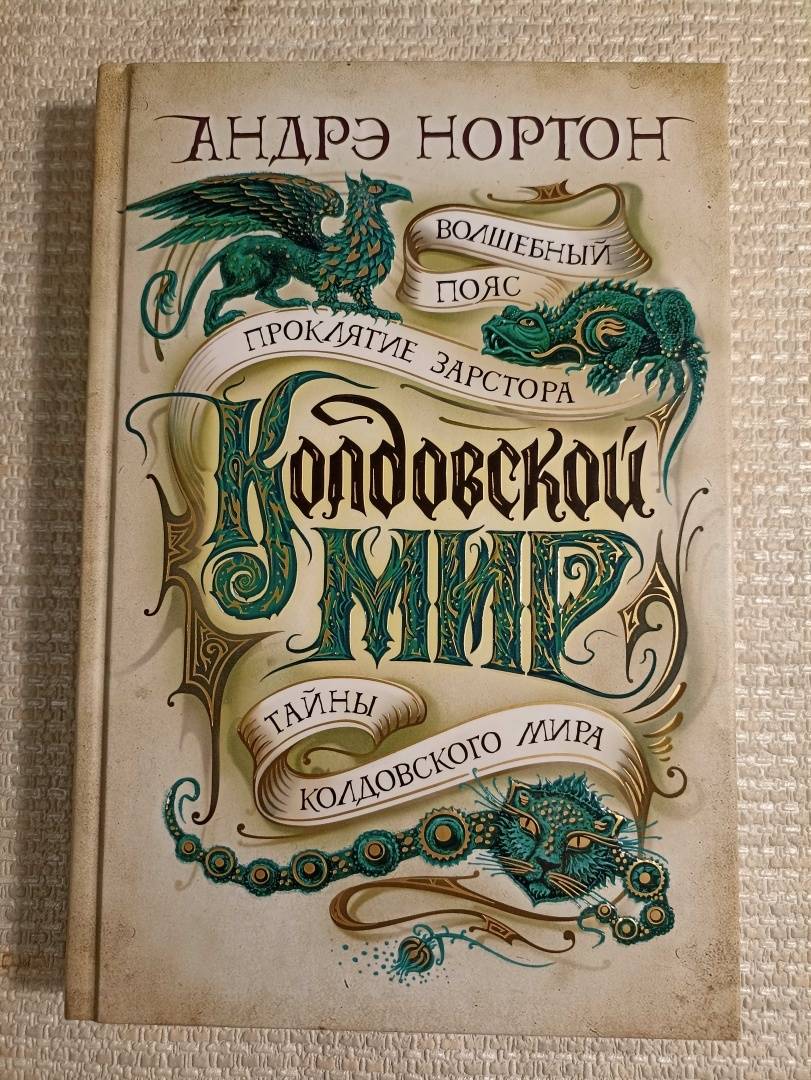 АНДРЭ НОРТОН
ВОЛШЕБНЫЙ
ПОЯС
ПРОКЛЯТИЕ ЗАРСТОРА
Колдовской
МИР
ТАЙНЫ
КОЛДОВСКОГО МИРА